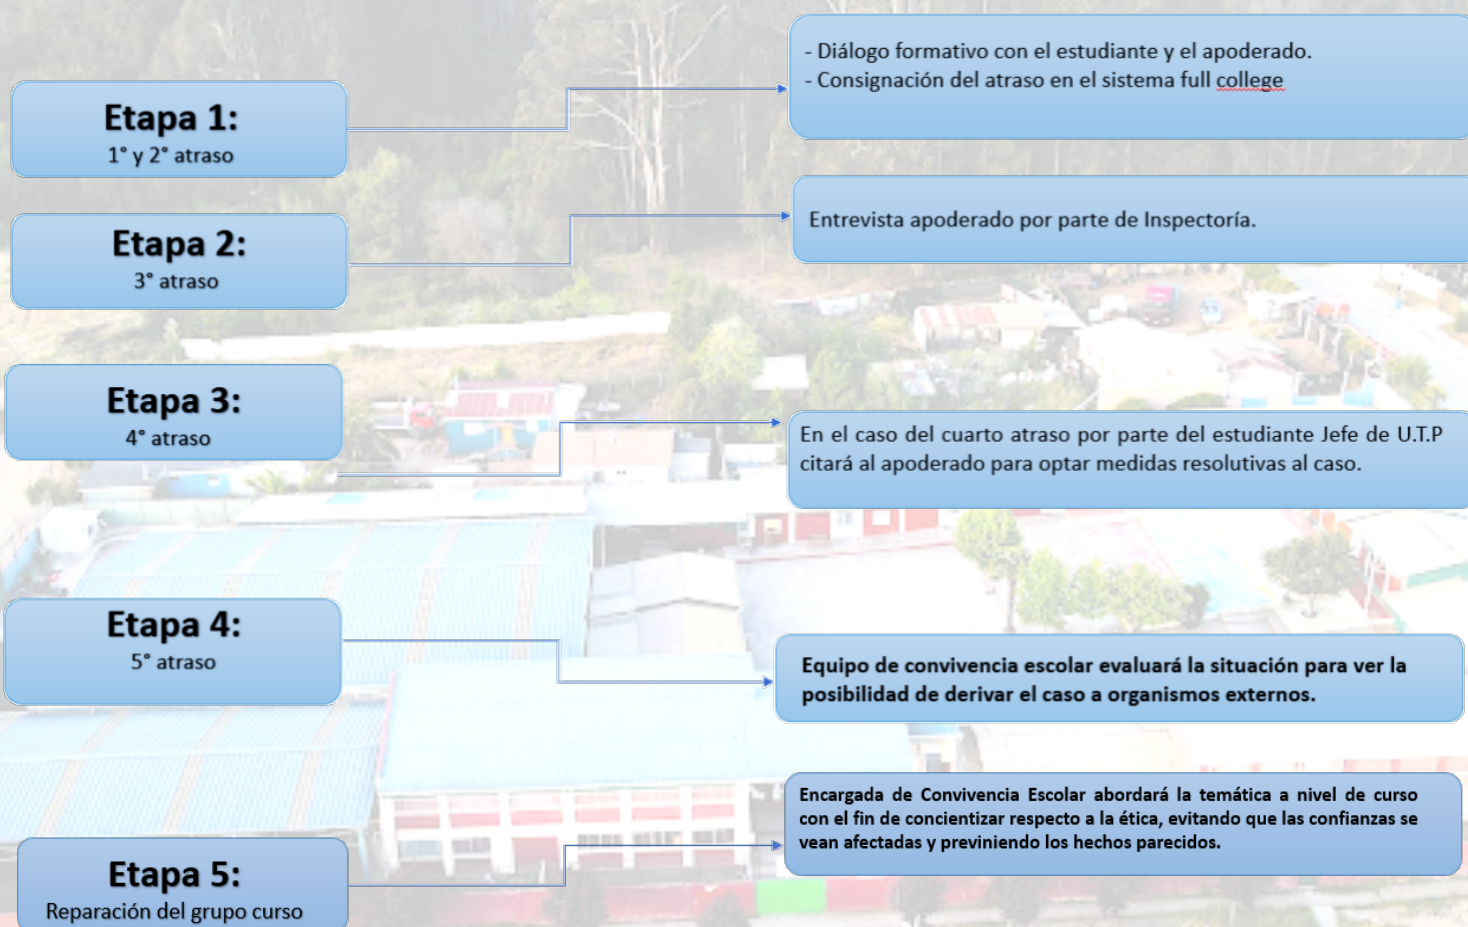 Etapa 1:
1° y 2° atraso
- Diálogo formativo con el estudiante y el apoderado.
- Consignación del atraso en el sistema full college
Etapa 2:
3° atraso
Entrevista apoderado por parte de Inspectoría.
Etapa 3:
4° atraso
En el caso del cuarto atraso por parte del estudiante Jefe de U.T.P
citará al apoderado para optar medidas resolutivas al caso.
Etapa 4:
5° atraso
Equipo de convivencia escolar evaluará la situación para ver la
posibilidad de derivar el caso a organismos externos.
Etapa 5:
Reparación del grupo curso
Encargada de Convivencia Escolar abordará la temática a nivel de curso
con el fin de concientizar respecto a la ética, evitando que las confianzas se
vean afectadas y previniendo los hechos parecidos.